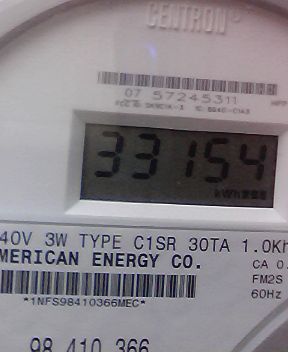 CENTRON®
07 57245311
33154
kWh
40V 3W TYPE C1SR 30TA 1.0Kh
MERICAN ENERGY CO.
CA 0.
FM2S
*1NFS98410366MEC*
60Hz
98 410 366